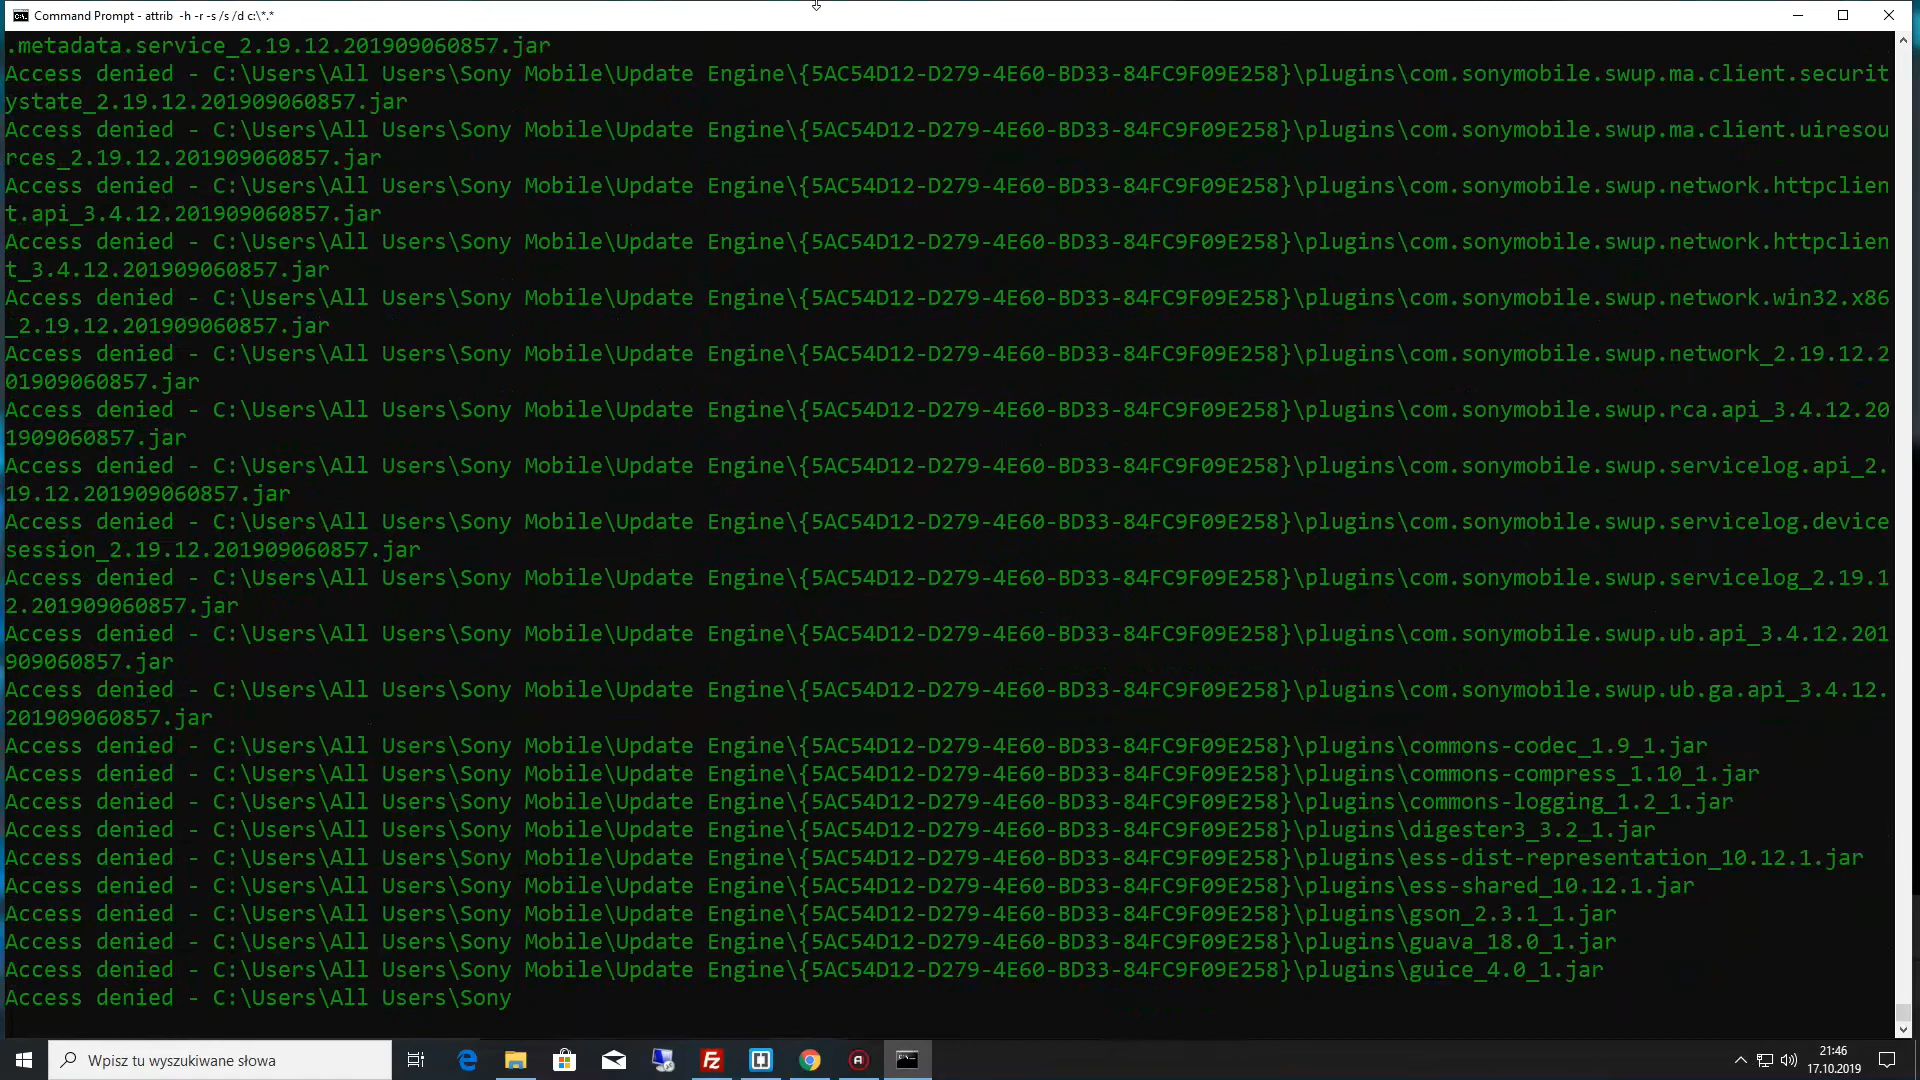 Command Prompt - attrib -h -r -s /s /d c:\*.*
.metadata.service_2.19.12.201909060857.jar
Access denied - C:\Users\All Users\Sony Mobile\Update Engine\{5AC54D12-D279-4E60-BD33-84FC9F09E258}\plugins\com.sonymobile.swup.ma.client.securit
ystate_2.19.12.201909060857.jar
Access denied - C:\Users\All Users\Sony Mobile\Update Engine\{5AC54D12-D279-4E60-BD33-84FC9F09E258}\plugins\com.sonymobile.swup.ma.client.uiresou
rces_2.19.12.201909060857.jar
Access denied - C:\Users\All Users\Sony Mobile\Update Engine\{5AC54D12-D279-4E60-BD33-84FC9F09E258}\plugins\com.sonymobile.swup.network.httpclien
t.api_3.4.12.201909060857.jar
Access denied - C:\Users\All Users\Sony Mobile\Update Engine\{5AC54D12-D279-4E60-BD33-84FC9F09E258}\plugins\com.sonymobile.swup.network.httpclien
t_3.4.12.201909060857.jar
Access denied - C:\Users\All Users\Sony Mobile\Update Engine\{5AC54D12-D279-4E60-BD33-84FC9F09E258}\plugins\com.sonymobile.swup.network.win32.x86
_2.19.12.201909060857.jar
Access denied - C:\Users\All Users\Sony Mobile\Update Engine\{5AC54D12-D279-4E60-BD33-84FC9F09E258}\plugins\com.sonymobile.swup.network_2.19.12.2
01909060857.jar
Access denied - C:\Users\All Users\Sony Mobile\Update Engine\{5AC54D12-D279-4E60-BD33-84FC9F09E258}\plugins\com.sonymobile.swup.rca.api_3.4.12.20
1909060857.jar
Access denied - C:\Users\All Users\Sony Mobile\Update Engine\{5AC54D12-D279-4E60-BD33-84FC9F09E258}\plugins\com.sonymobile.swup.servicelog.api_2.
19.12.201909060857.jar
Access denied - C:\Users\All Users\Sony Mobile\Update Engine\{5AC54D12-D279-4E60-BD33-84FC9F09E258}\plugins\com.sonymobile.swup.servicelog.device
session_2.19.12.201909060857.jar
Access denied - C:\Users\All Users\Sony Mobile\Update Engine\{5AC54D12-D279-4E60-BD33-84FC9F09E258}\plugins\com.sonymobile.swup.servicelog_2.19.1
2.201909060857.jar
Access denied - C:\Users\All Users\Sony Mobile\Update Engine\{5AC54D12-D279-4E60-BD33-84FC9F09E258}\plugins\com.sonymobile.swup.ub.api_3.4.12.201
909060857.jar
Access denied - C:\Users\All Users\Sony Mobile\Update Engine\{5AC54D12-D279-4E60-BD33-84FC9F09E258}\plugins\com.sonymobile.swup.ub.ga.api_3.4.12.
201909060857.jar
Access denied - C:\Users\All Users\Sony Mobile\Update Engine\{5AC54D12-D279-4E60-BD33-84FC9F09E258}\plugins\commons-codec_1.9_1.jar
Access denied - C:\Users\All Users\Sony Mobile\Update Engine\{5AC54D12-D279-4E60-BD33-84FC9F09E258}\plugins\commons-compress_1.10_1.jar
Access denied - C:\Users\All Users\Sony Mobile\Update Engine\{5AC54D12-D279-4E60-BD33-84FC9F09E258}\plugins\commons-logging_1.2_1.jar
Access denied - C:\Users\All Users\Sony Mobile\Update Engine\{5AC54D12-D279-4E60-BD33-84FC9F09E258}\plugins\digester3_3.2_1.jar
Access denied - C:\Users\All Users\Sony Mobile\Update Engine\{5AC54D12-D279-4E60-BD33-84FC9F09E258}\plugins\ess-dist-representation_10.12.1.jar
Access denied - C:\Users\All Users\Sony Mobile\Update Engine\{5AC54D12-D279-4E60-BD33-84FC9F09E258}\plugins\ess-shared_10.12.1.jar
Access denied - C:\Users\All Users\Sony Mobile\Update Engine\{5AC54D12-D279-4E60-BD33-84FC9F09E258}\plugins\gson_2.3.1_1.jar
Access denied - C:\Users\All Users\Sony Mobile\Update Engine\{5AC54D12-D279-4E60-BD33-84FC9F09E258}\plugins\guava_18.0_1.jar
Access denied - C:\Users\All Users\Sony Mobile\Update Engine\{5AC54D12-D279-4E60-BD33-84FC9F09E258}\plugins\guice_4.0_1.jar
Access denied - C:\Users\All Users\Sony
Wpisz tu wyszukiwane słowa
21:46
17.10.2019